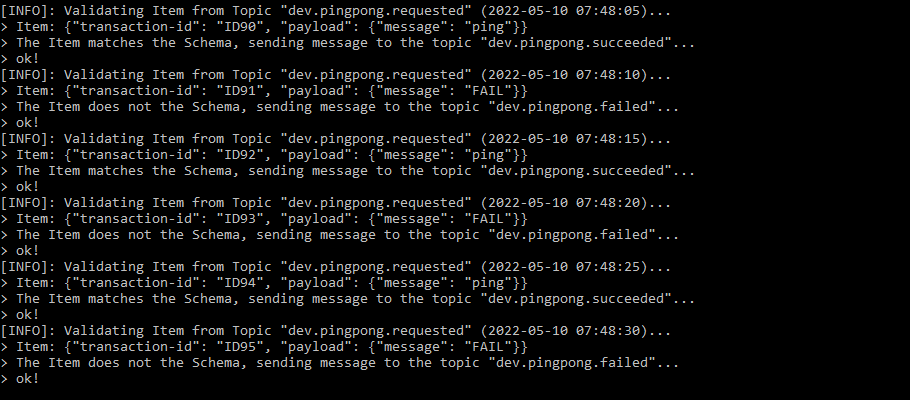 [INFO]: Validating Item from Topic "dev.pingpong.requested" (2022-05-10 07:48:05)...
> Item: {"transaction-id": "ID90", "payload": {"message": "ping"}}
> The Item matches the Schema, sending message to the topic "dev.pingpong.succeeded"...
> ok!
[INFO]: Validating Item from Topic "dev.pingpong.requested" (2022-05-10 07:48:10)...
> Item: {"transaction-id": "ID91", "payload": {"message": "FAIL"}}
> The Item does not the Schema, sending message to the topic "dev.pingpong.failed"...
> ok!
[INFO]: Validating Item from Topic "dev.pingpong.requested" (2022-05-10 07:48:15)...
> Item: {"transaction-id": "ID92", "payload": {"message": "ping"}}
> The Item matches the Schema, sending message to the topic "dev.pingpong.succeeded"...
> ok!
[INFO]: Validating Item from Topic "dev.pingpong.requested" (2022-05-10 07:48:20)...
> Item: {"transaction-id": "ID93", "payload": {"message": "FAIL"}}
> The Item does not the Schema, sending message to the topic "dev.pingpong.failed"...
> ok!
[INFO]: Validating Item from Topic "dev.pingpong.requested" (2022-05-10 07:48:25)...
> Item: {"transaction-id": "ID94", "payload": {"message": "ping"}}
> The Item matches the Schema, sending message to the topic "dev.pingpong.succeeded"...
> ok!
[INFO]: Validating Item from Topic "dev.pingpong.requested" (2022-05-10 07:48:30)...
> Item: {"transaction-id": "ID95", "payload": {"message": "FAIL"}}
> The Item does not the Schema, sending message to the topic "dev.pingpong.failed"...
> ok!